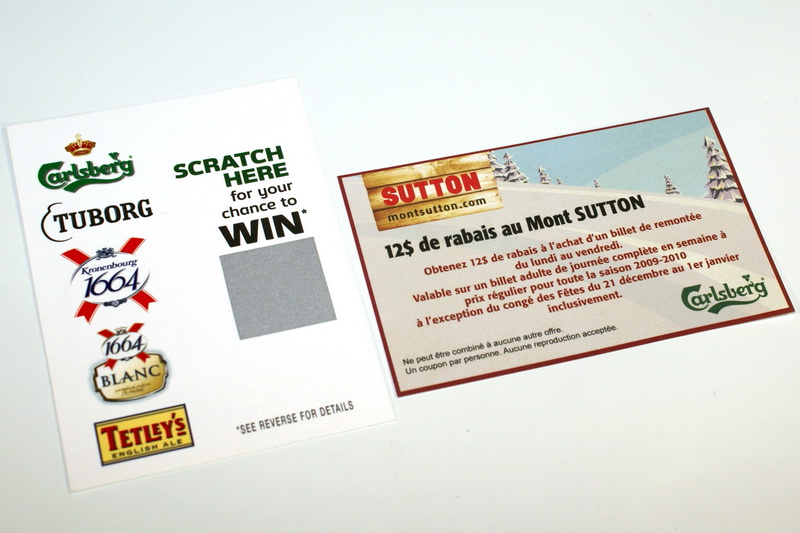 Carlsberg
TUBORG
Kronenbourg
1664
1664
BLANC
TETLEY'S
ENGLISH ALE
SCRATCH
HERE
for your
chance to
WIN*
*SEE REVERSE FOR DETAILS
SUTTON
montsutton.com
12$ de rabais au Mont SUTTON
Obtenez 12$ de rabais à l'achat d'un billet de remontée
du lundi au vendredi.
Valable sur un billet adulte de journée complète en semaine à
prix régulier pour toute la saison 2009-2010
à l'exception du congé des Fêtes du 21 décembre au 1er janvier
inclusivement.
Carlsberg
Ne peut être combiné à aucune autre offre.
Un coupon par personne. Aucune reproduction acceptée.